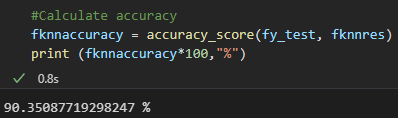 #Calculate accuracy
fknnaccuracy = accuracy_score(fy_test, fknnres)
print (fknnaccuracy*100,"%")
0.8s
90.35087719298247 %